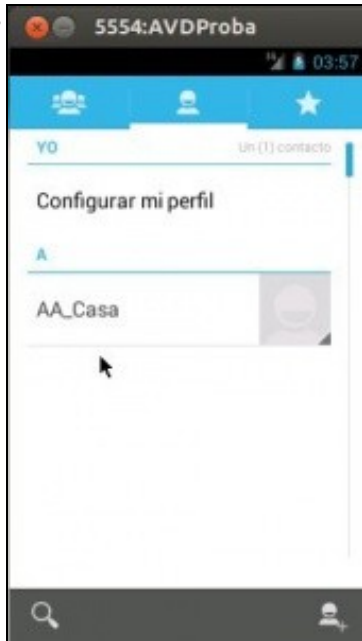 5554:AVDProba
03:57
YO Un (1) contacto
Configurar mi perfil
A
AA_Casa